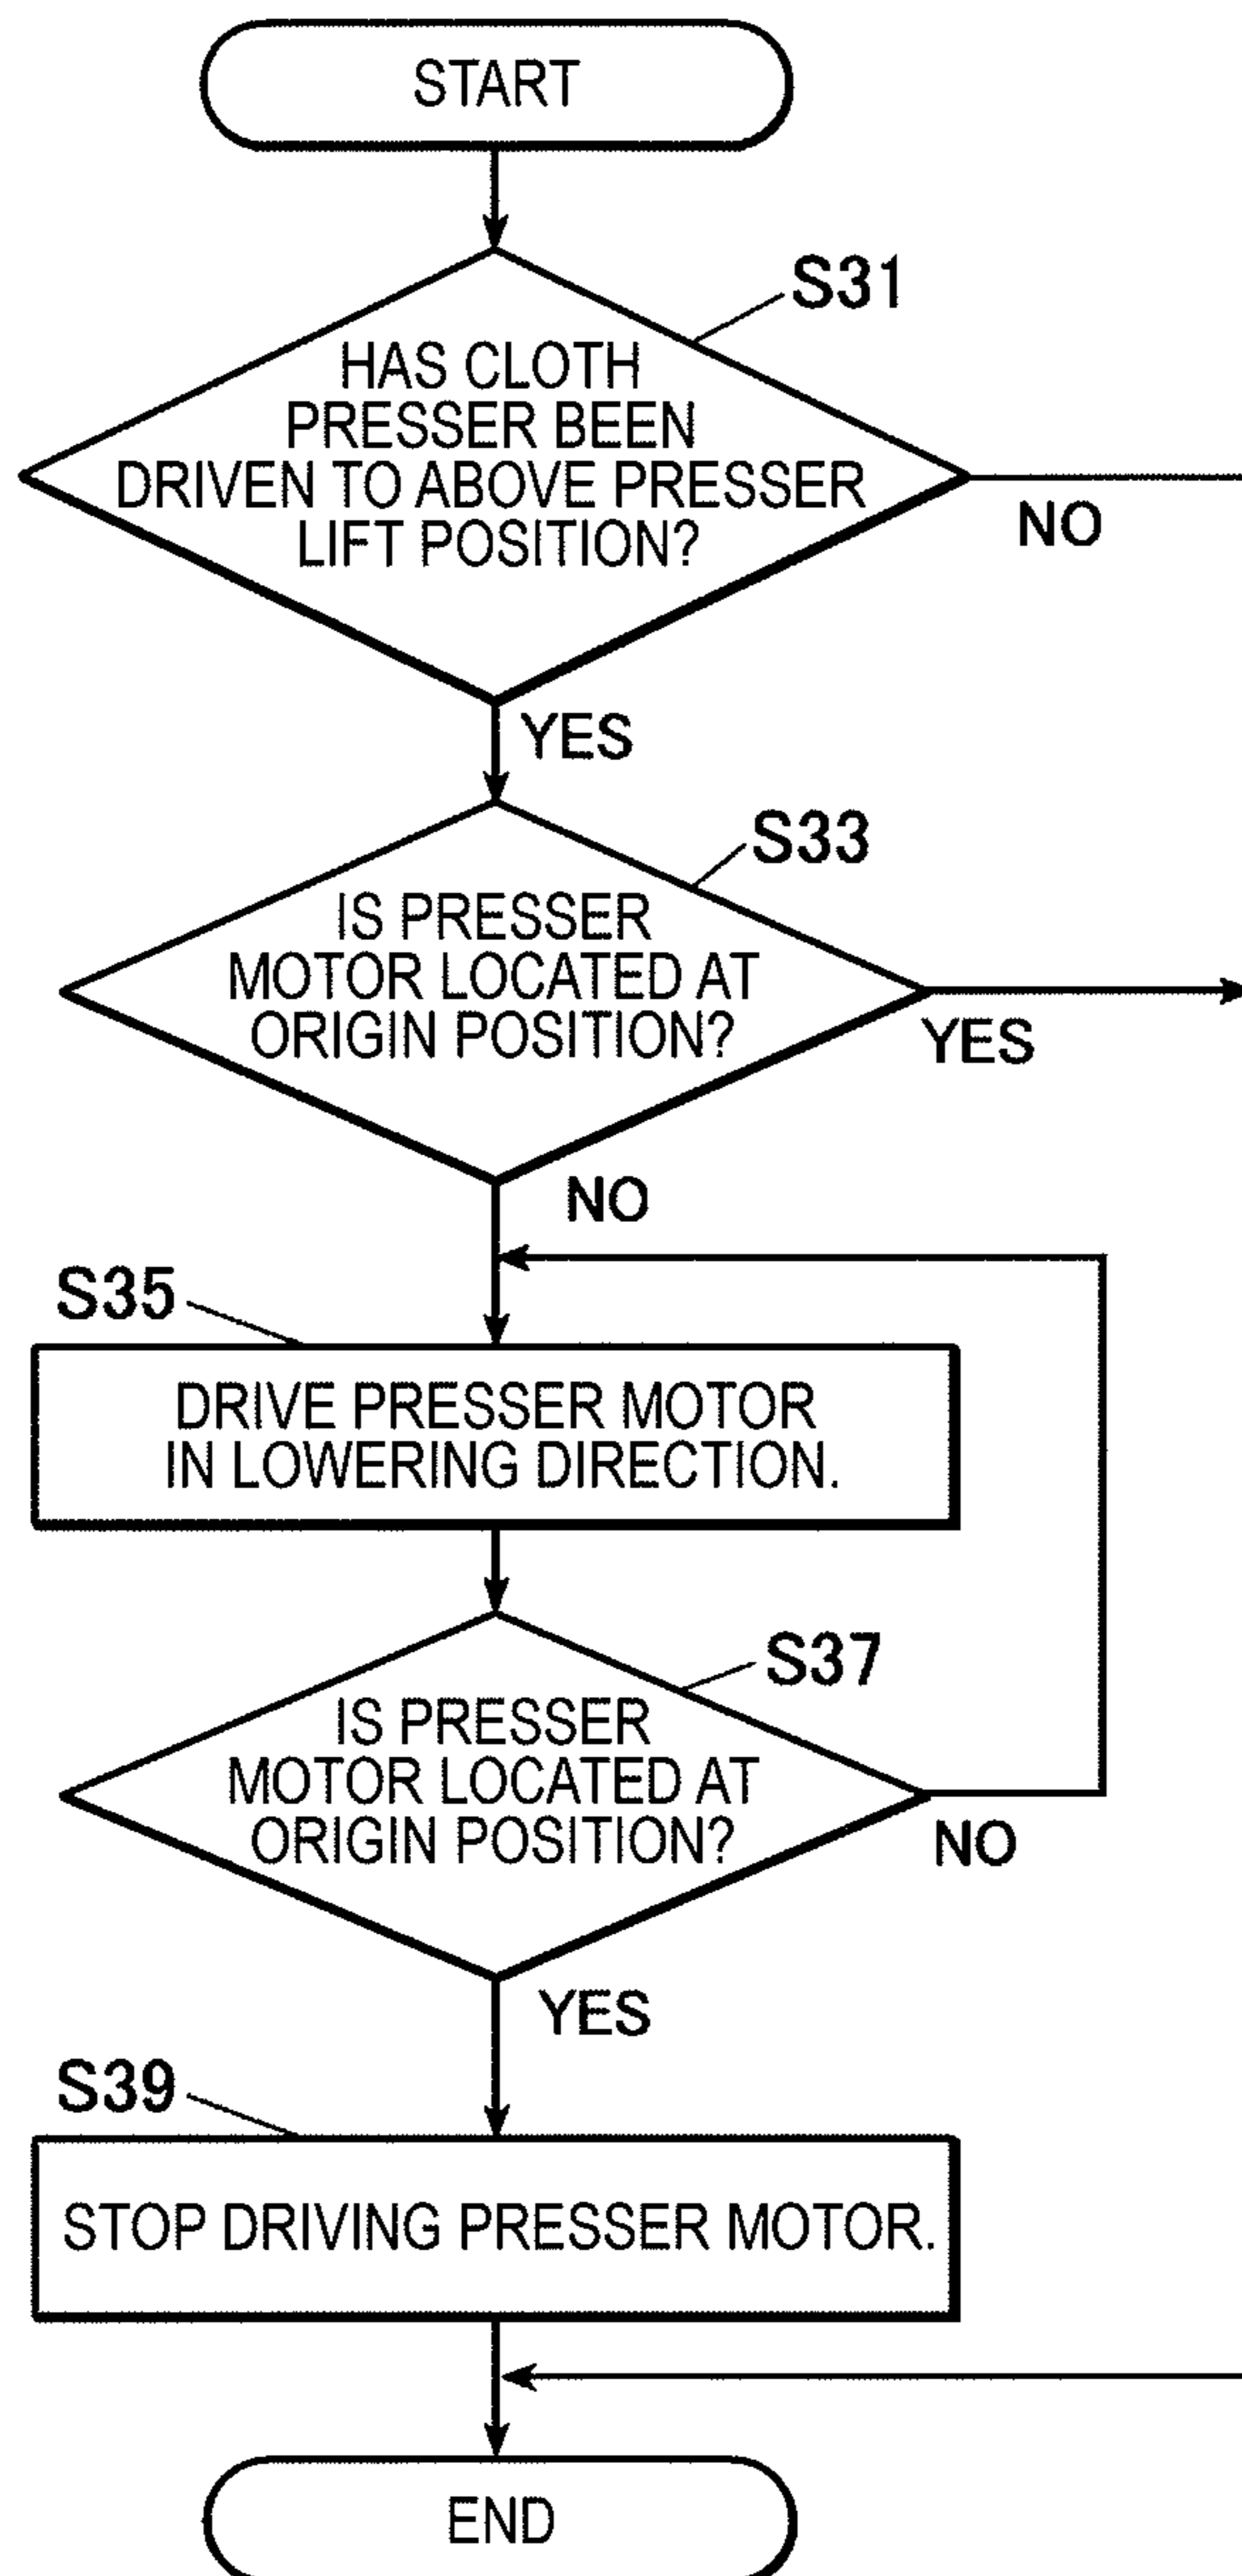 START
S31
HAS CLOTH
PRESSER BEEN
DRIVEN TO ABOVE PRESSER
LIFT POSITION?
NO
YES
S33
IS PRESSER
MOTOR LOCATED AT
ORIGIN POSITION?
YES
NO
S35
DRIVE PRESSER MOTOR
IN LOWERING DIRECTION.
S37
IS PRESSER
MOTOR LOCATED AT
ORIGIN POSITION?
NO
YES
S39
STOP DRIVING PRESSER MOTOR.
END